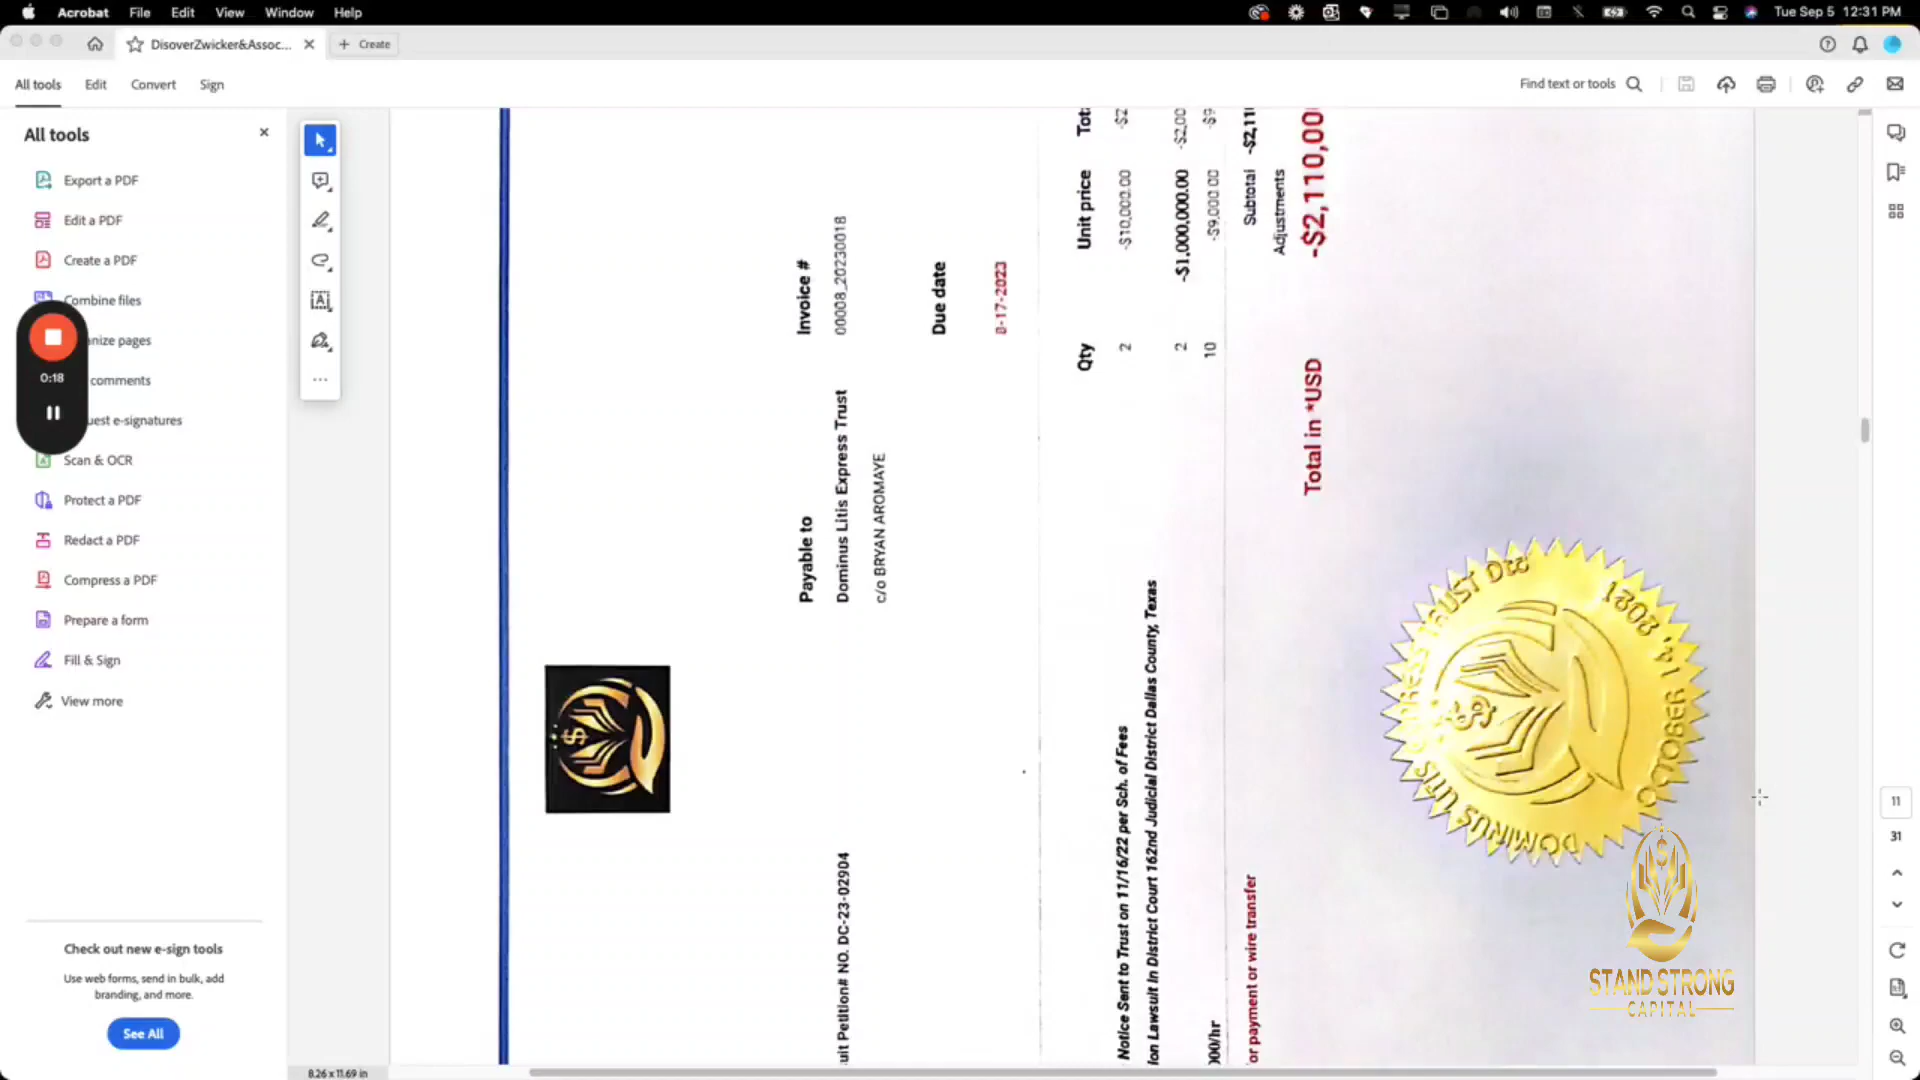 Acrobat File Edit View Window Help
Tue Sep 5 12:31 PM
DisoverZwicker&Assoc...
Create
All tools Edit Convert Sign
Find text or tools
All tools
Export a PDF
Edit a PDF
Create a PDF
Combine files
nize pages
comments
uest e-signatures
Scan & OCR
Protect a PDF
Redact a PDF
Compress a PDF
Prepare a form
Fill & Sign
View more
0:18
Check out new e-sign tools
Use web forms, send in bulk, add
branding, and more.
See All
8.26 x 11.69 in
11
31
uit Petition# NO. DC-23-02904
Payable to
Dominus Litis Express Trust
c/o BRYAN AROMAYE
Invoice #
00008_20230018
Due date
8-17-2023
Qty Unit price Tot
Notice Sent to Trust on 11/16/22 per Sch. of Fees 2 -$10,000.00 -$2
ion Lawsuit In District Court 162nd Judicial District Dallas County, Texas
2 -$1,000,000.00 -$2,00
000/hr 10 -$9,000.00 -$9
Subtotal -$2,11
Adjustments
or payment or wire transfer
Total in *USD -$2,110,00
DOMINUS LITIS EXPRESS TRUST DTD
OCTOBER 14, 2021
STAND STRONG
CAPITAL